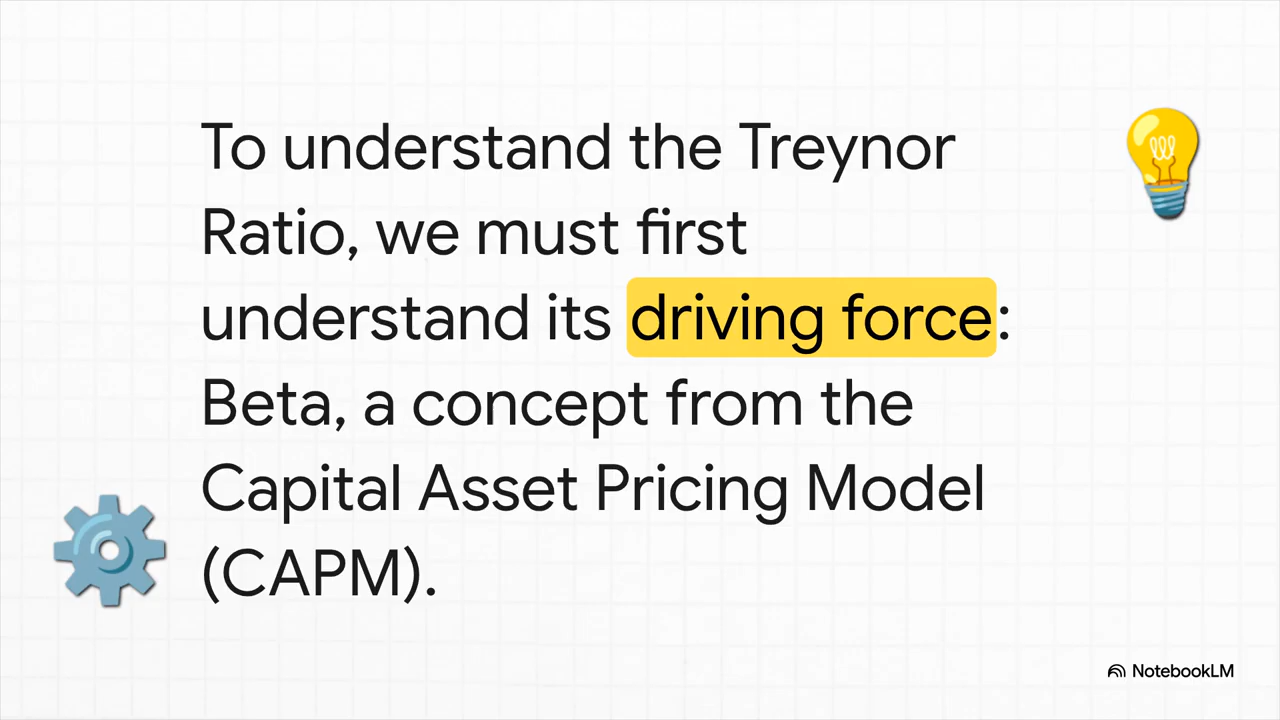 To understand the Treynor
Ratio, we must first
understand its driving force:
Beta, a concept from the
Capital Asset Pricing Model
(CAPM).
NotebookLM